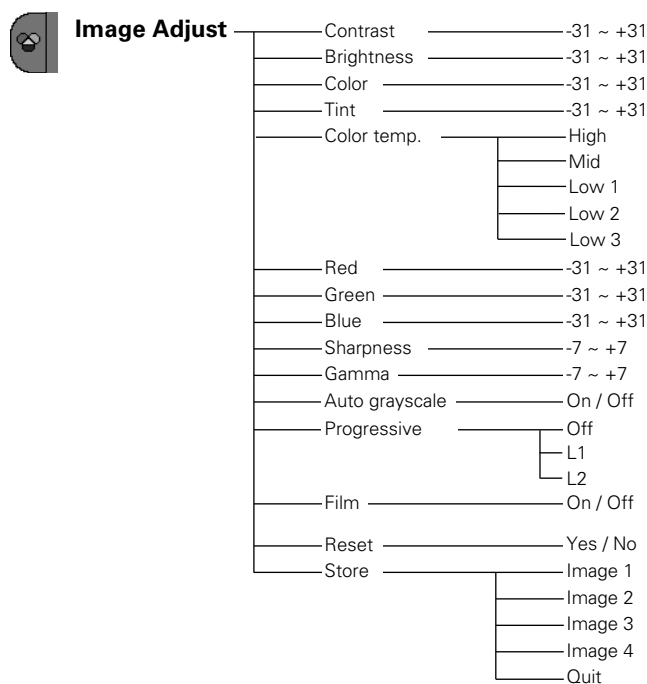 Image Adjust
Contrast -31 ~ +31
Brightness -31 ~ +31
Color -31 ~ +31
Tint -31 ~ +31
Color temp. High
Mid
Low 1
Low 2
Low 3
Red -31 ~ +31
Green -31 ~ +31
Blue -31 ~ +31
Sharpness -7 ~ +7
Gamma -7 ~ +7
Auto grayscale On / Off
Progressive Off
L1
L2
Film On / Off
Reset Yes / No
Store Image 1
Image 2
Image 3
Image 4
Quit